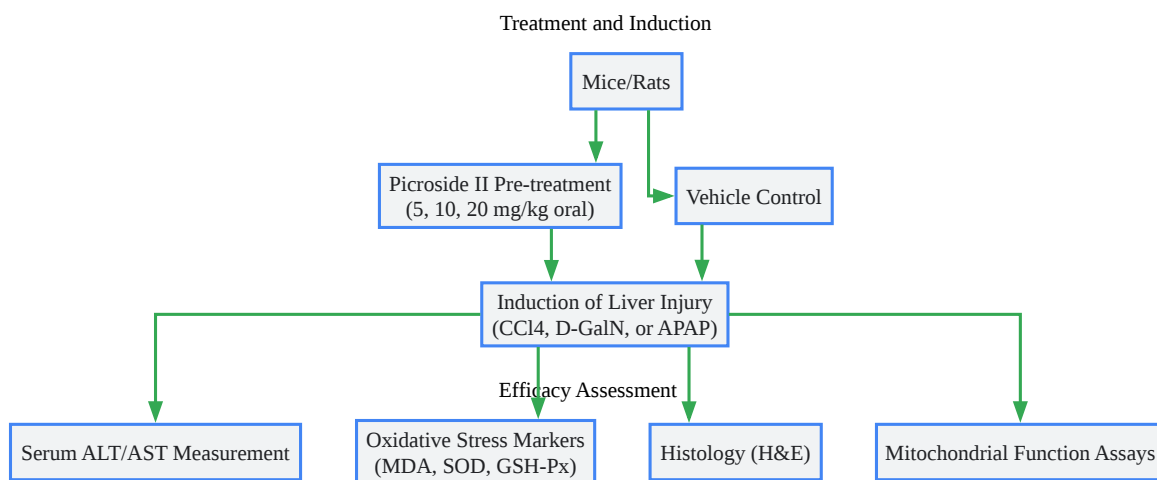 Treatment and Induction
Mice/Rats
Picroside II Pre-treatment
(5, 10, 20 mg/kg oral)
Vehicle Control
Induction of Liver Injury
(CCl4, D-GalN, or APAP)
Efficacy Assessment
Serum ALT/AST Measurement
Oxidative Stress Markers
(MDA, SOD, GSH-Px)
Histology (H&E)
Mitochondrial Function Assays